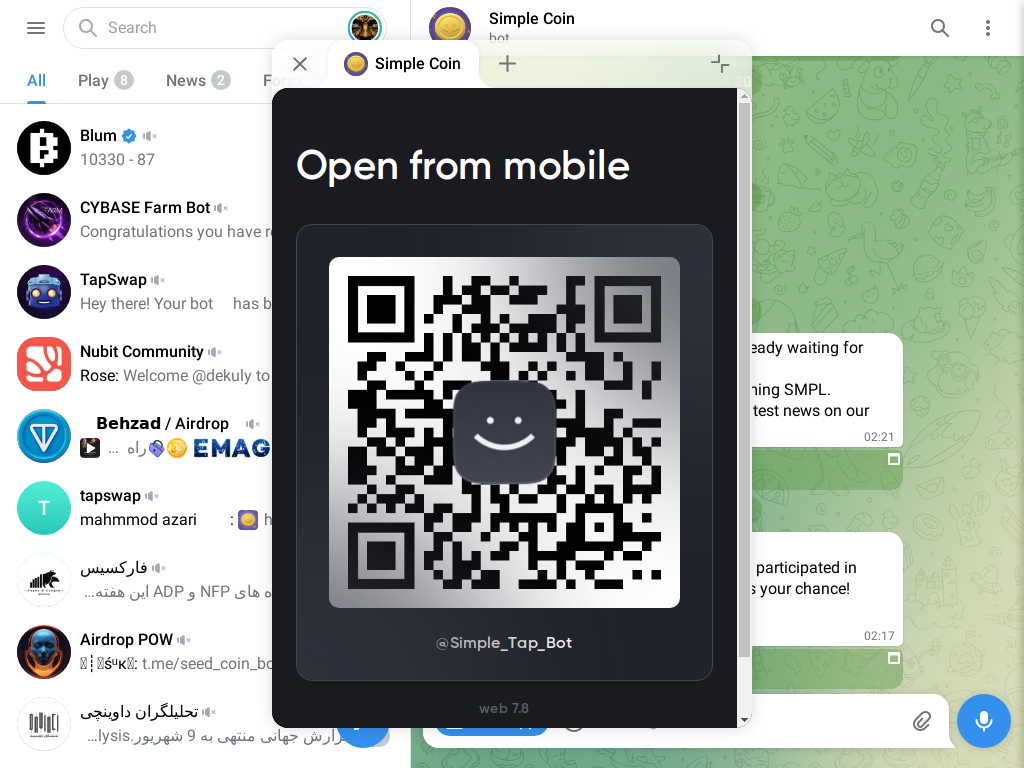 Search
Simple Coin
bot
Simple Coin
All
Play 8
News 2
Open from mobile
Blum
10330 - 87
CYBASE Farm Bot
Congratulations you have
TapSwap
Hey there! Your bot has
Nubit Community
Rose: Welcome @dekuly to
Behzad / Airdrop
... راه EMAG
T
tapswap
mahmmod azari :
فارکسیس
ه های NFP و ADP این هفته...
Airdrop POW
t.me/seed_coin_bo
تحلیلگران داوینچی
گزارش جهانی منتهی به 9 شهریور.lysis...
@Simple_Tap_Bot
web 7.8
eady waiting for
ning SMPL.
test news on our
02:21
participated in
s your chance!
02:17